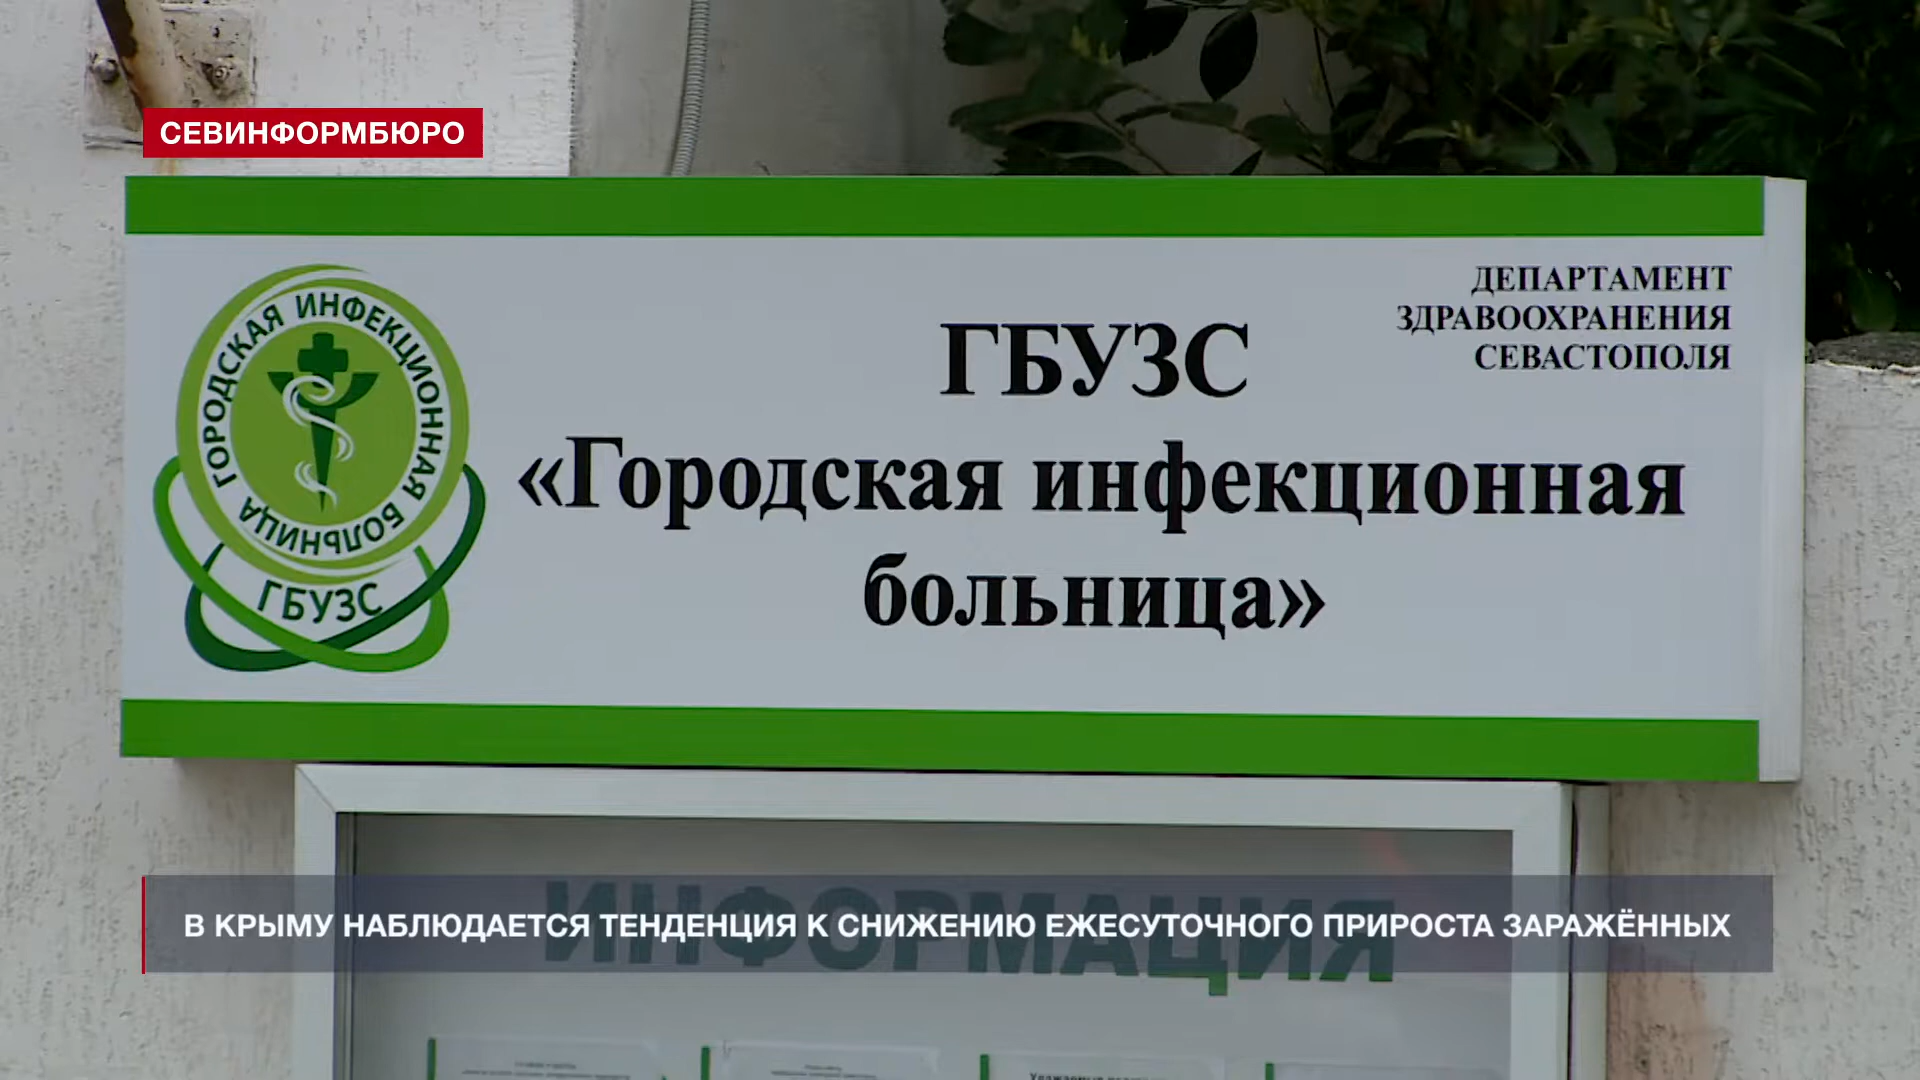 СЕВИНФОРМБЮРО
ДЕПАРТАМЕНТ
ЗДРАВООХРАНЕНИЯ
СЕВАСТОПОЛЯ
ГОРОДСКАЯ ИНФЕКЦИОННАЯ БОЛЬНИЦА
ГБУЗС
ГБУЗС
«Городская инфекционная
больница»
В КРЫМУ НАБЛЮДАЕТСЯ ТЕНДЕНЦИЯ К СНИЖЕНИЮ ЕЖЕСУТОЧНОГО ПРИРОСТА ЗАРАЖЁННЫХ
ИНФОРМАЦИЯ